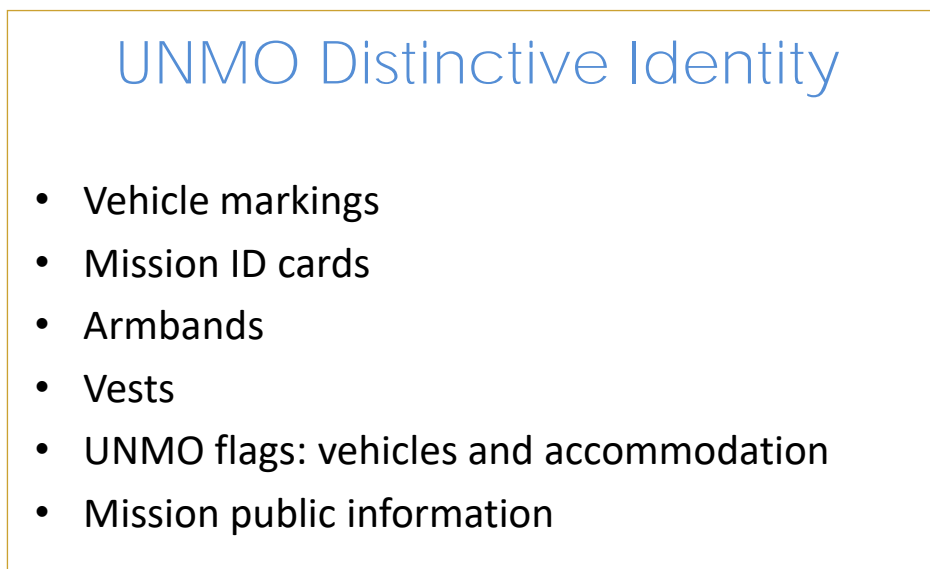 UNMO Distinctive Identity
• Vehicle markings
• Mission ID cards
• Armbands
• Vests
• UNMO flags: vehicles and accommodation
• Mission public information